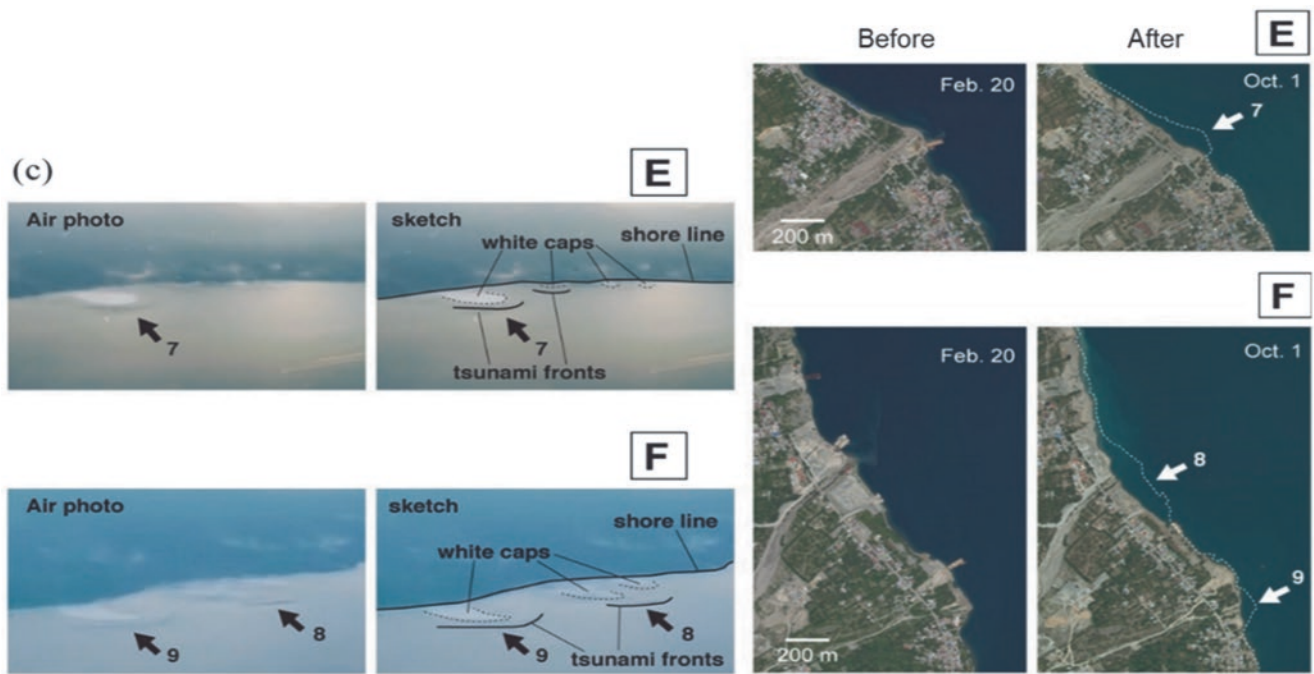 (c)
E
Air photo
7
sketch
white caps
shore line
7
tsunami fronts
F
Air photo
9
8
sketch
shore line
white caps
8
9
tsunami fronts
Before
After
E
Feb. 20
200 m
Oct. 1
7
F
Feb. 20
200 m
Oct. 1
8
9